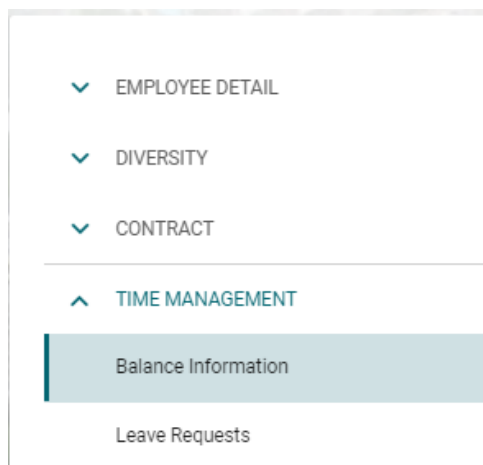 EMPLOYEE DETAIL
DIVERSITY
CONTRACT
TIME MANAGEMENT
Balance Information
Leave Requests